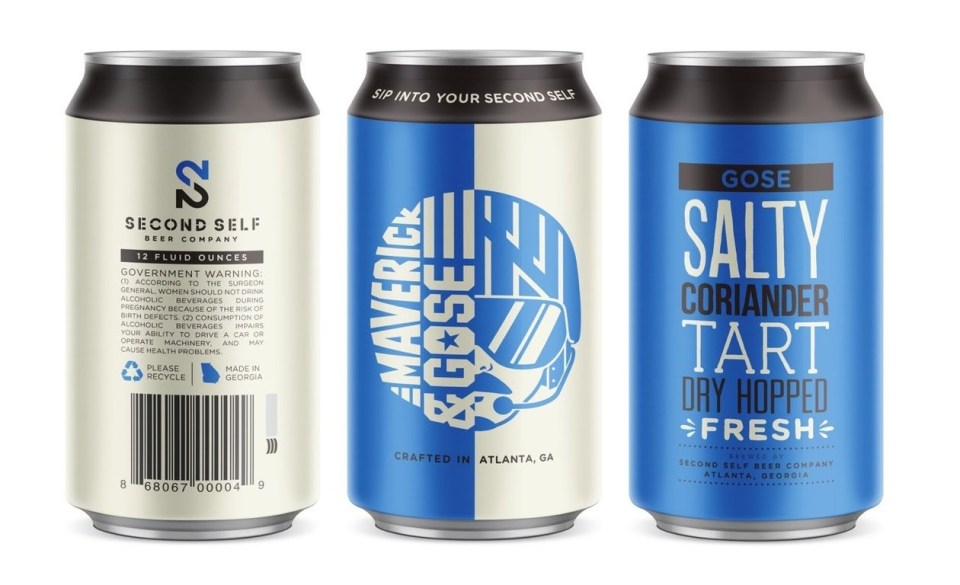 SECOND SELF
BEER COMPANY
12 FLUID OUNCES
GOVERNMENT WARNING:
(1) ACCORDING TO THE SURGEON
GENERAL, WOMEN SHOULD NOT DRINK
ALCOHOLIC BEVERAGES DURING
PREGNANCY BECAUSE OF THE RISK OF
BIRTH DEFECTS. (2) CONSUMPTION OF
ALCOHOLIC BEVERAGES IMPAIRS
YOUR ABILITY TO DRIVE A CAR OR
OPERATE MACHINERY, AND MAY
CAUSE HEALTH PROBLEMS.
PLEASE
RECYCLE
MADE IN
GEORGIA
8 68067 00004 9
SIP INTO YOUR SECOND SELF
MAVERICK
& GOSE
CRAFTED IN ATLANTA, GA
GOSE
SALTY
CORIANDER
TART
DRY HOPPED
FRESH
BREWED BY
SECOND SELF BEER COMPANY
ATLANTA, GEORGIA